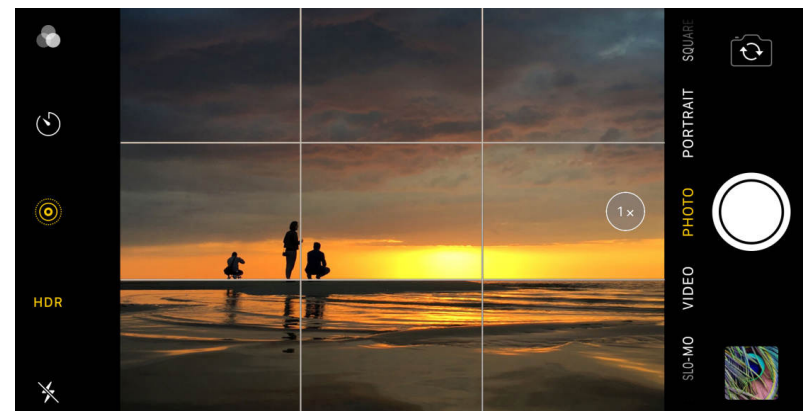 HDR
1×
SQUARE
PORTRAIT
PHOTO
VIDEO
SLO-MO